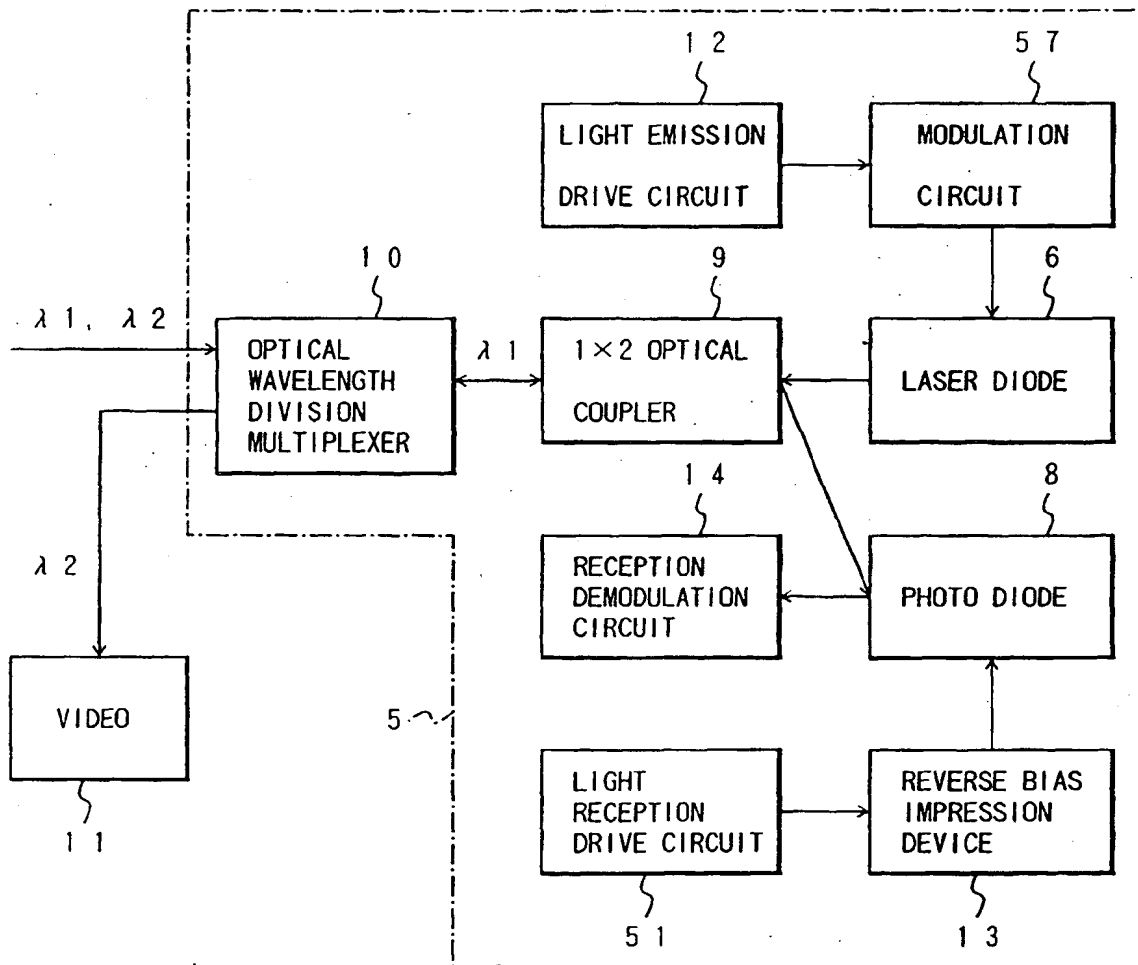 12
57
LIGHT EMISSION
DRIVE CIRCUIT
MODULATION
CIRCUIT
10
9
6
λ1, λ2
OPTICAL
WAVELENGTH
DIVISION
MULTIPLEXER
λ1
1×2 OPTICAL
COUPLER
LASER DIODE
14
8
λ2
RECEPTION
DEMODULATION
CIRCUIT
PHOTO DIODE
VIDEO
5
11
LIGHT
RECEPTION
DRIVE CIRCUIT
REVERSE BIAS
IMPRESSION
DEVICE
51
13